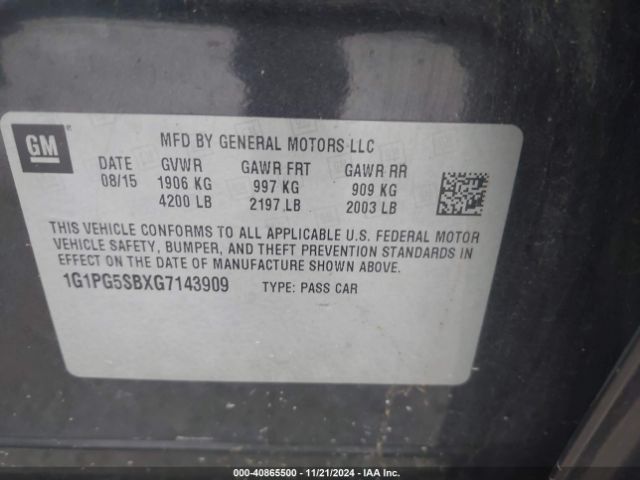 GM
MFD BY GENERAL MOTORS LLC
DATE GVWR GAWR FRT GAWR RR
08/15 1906 KG 997 KG 909 KG
4200 LB 2197 LB 2003 LB
THIS VEHICLE CONFORMS TO ALL APPLICABLE U.S. FEDERAL MOTOR
VEHICLE SAFETY, BUMPER, AND THEFT PREVENTION STANDARDS IN
EFFECT ON THE DATE OF MANUFACTURE SHOWN ABOVE.
1G1PG5SBXG7143909 TYPE: PASS CAR
000-40865500 - 11/21/2024 - IAA Inc.